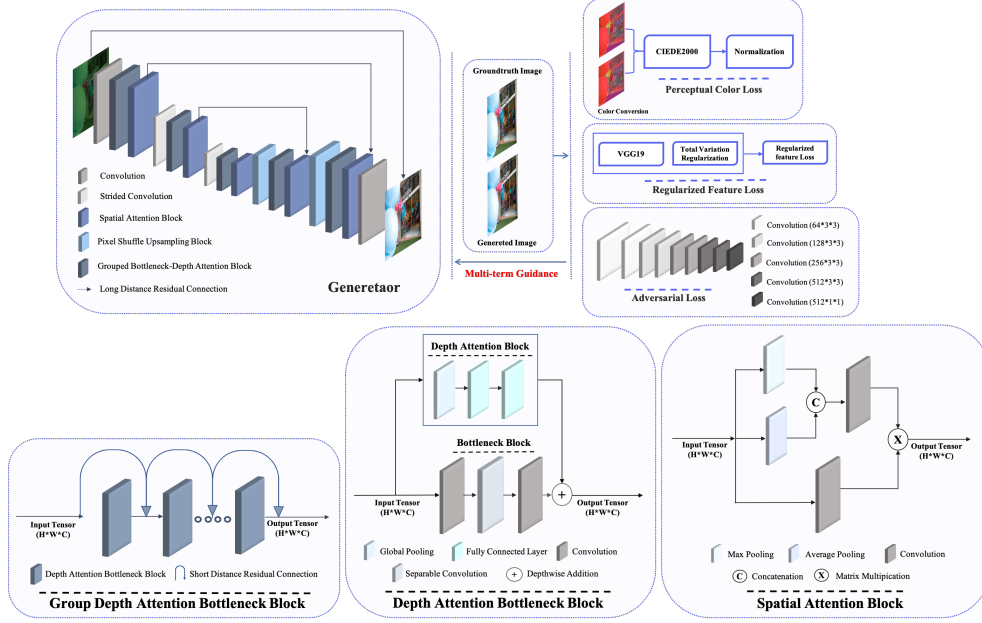 Convolution
Strided Convolution
Spatial Attention Block
Pixel Shuffle Upsampling Block
Grouped Bottleneck-Depth Attention Block
Long Distance Residual Connection
Generetaor
Groundtruth Image
Genereted Image
Multi-term Guidance
Color Conversion
CIEDE2000
Normalization
Perceptual Color Loss
VGG19
Total Variation
Regularization
Regularized
feature Loss
Regularized Feature Loss
Adversarial Loss
Convolution (64*3*3)
Convolution (128*3*3)
Convolution (256*3*3)
Convolution (512*3*3)
Convolution (512*1*1)
Input Tensor
(H*W*C)
Output Tensor
(H*W*C)
Depth Attention Bottleneck Block
Short Distance Residual Connection
Group Depth Attention Bottleneck Block
Depth Attention Block
Bottleneck Block
Input Tensor
(H*W*C)
+
Output Tensor
(H*W*C)
Global Pooling
Fully Connected Layer
Convolution
Separable Convolution
+
Depthwise Addition
Depth Attention Bottleneck Block
Input Tensor
(H*W*C)
C
X
Output Tensor
(H*W*C)
Max Pooling
Average Pooling
Convolution
C
Concatenation
X
Matrix Multipication
Spatial Attention Block